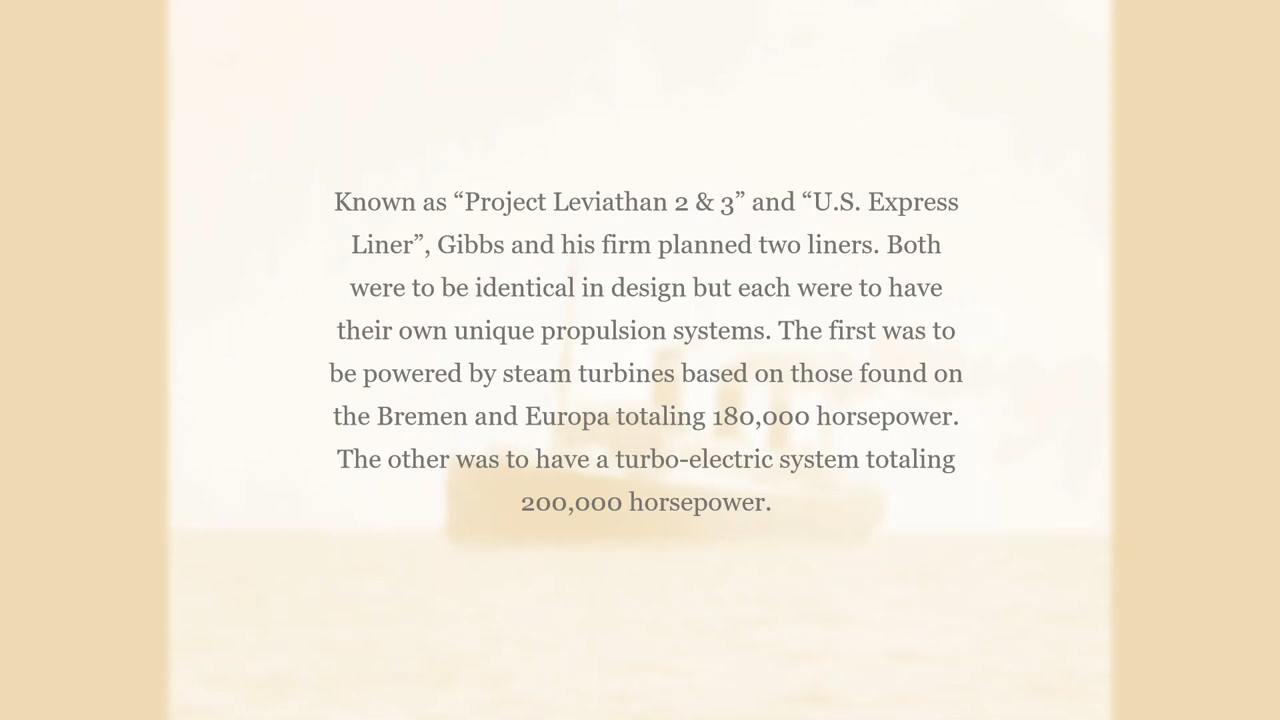 Known as “Project Leviathan 2 & 3” and “U.S. Express
Liner”, Gibbs and his firm planned two liners. Both
were to be identical in design but each were to have
their own unique propulsion systems. The first was to
be powered by steam turbines based on those found on
the Bremen and Europa totaling 180,000 horsepower.
The other was to have a turbo-electric system totaling
200,000 horsepower.